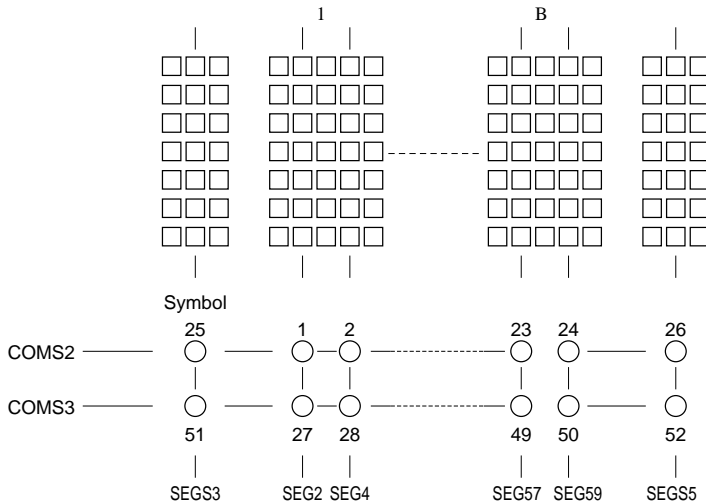 1 B
Symbol
25 1 2 23 24 26
COMS2
COMS3
51 27 28 49 50 52
SEGS3 SEG2 SEG4 SEG57 SEG59 SEGS5